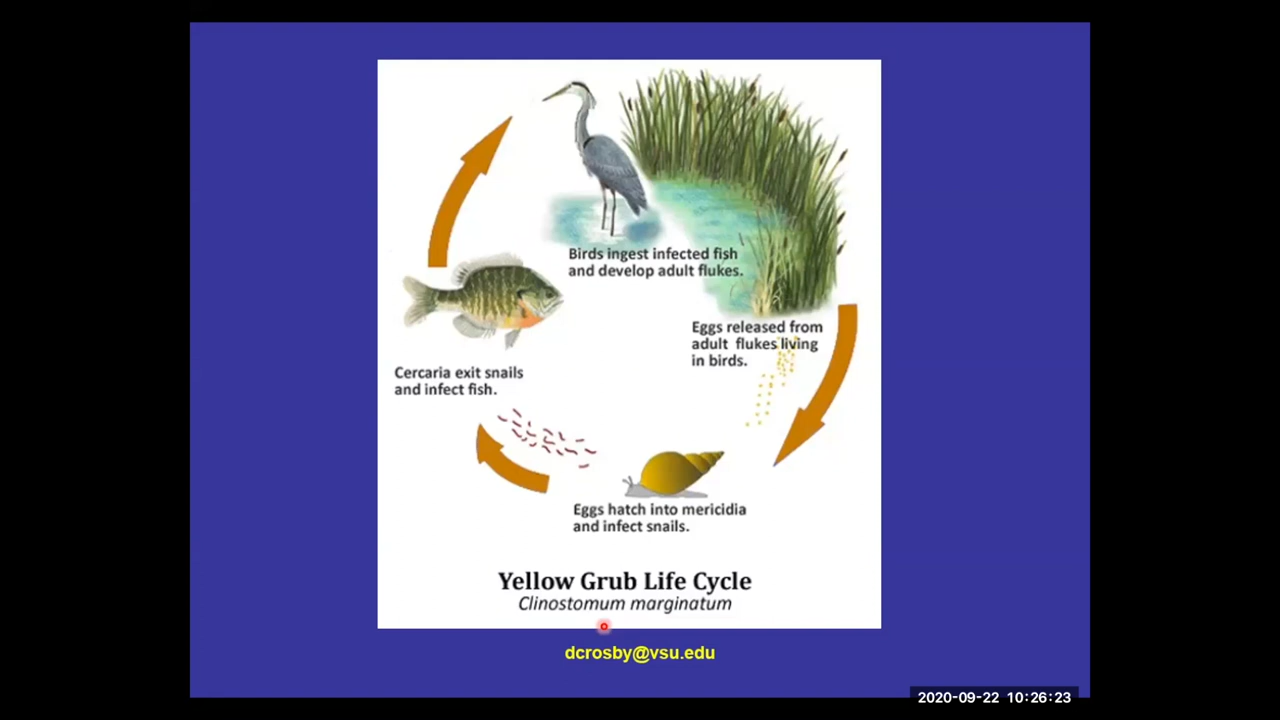 Birds ingest infected fish
and develop adult flukes.
Eggs released from
adult flukes living
in birds.
Cercaria exit snails
and infect fish.
Eggs hatch into mericidia
and infect snails.
Yellow Grub Life Cycle
Clinostomum marginatum
dcrosby@vsu.edu
2020-09-22 10:26:23